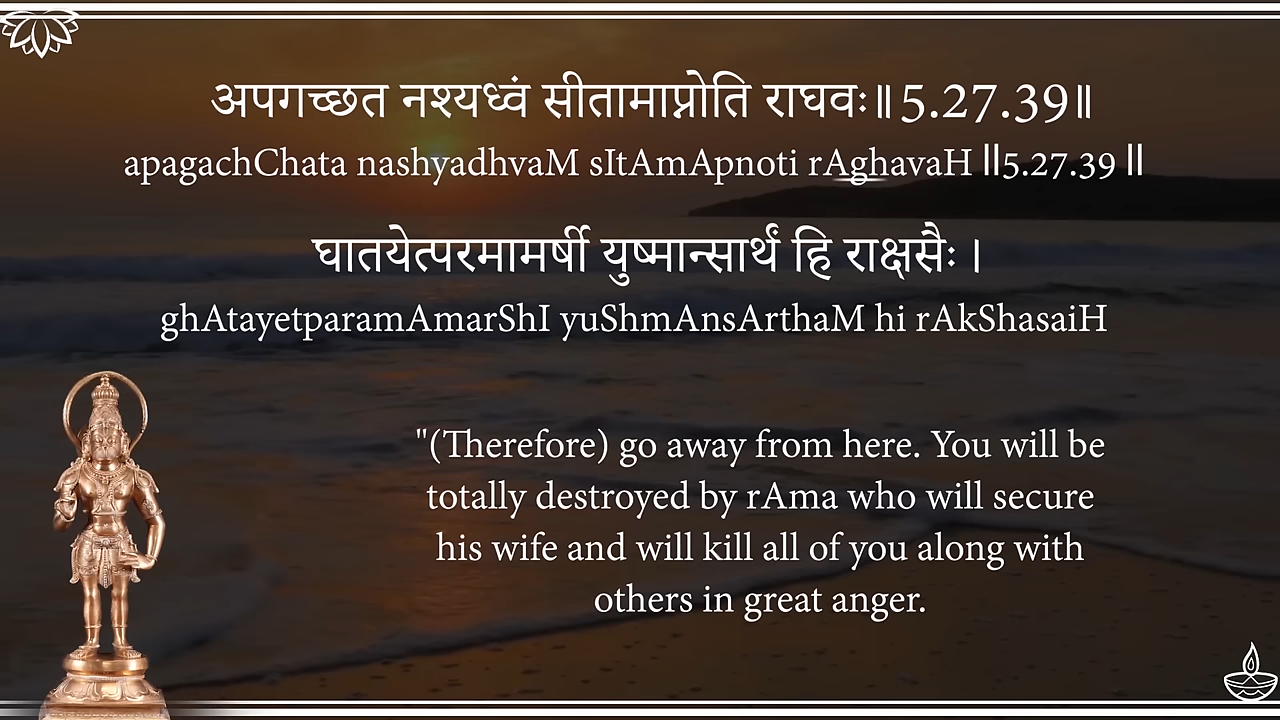 अपगच्छत नश्यध्वं सीतामाप्नोति राघवः॥5.27.39॥
apagachChata nashyadhvaM sItAmApnoti rAghavaH ॥5.27.39 ॥
घातयेत्परमामर्षी युष्मान्सार्थं हि राक्षसैः ।
ghAtayetparamAmarShI yuShmAnsArthaM hi rAkShasaiH
"(Therefore) go away from here. You will be
totally destroyed by rAma who will secure
his wife and will kill all of you along with
others in great anger.